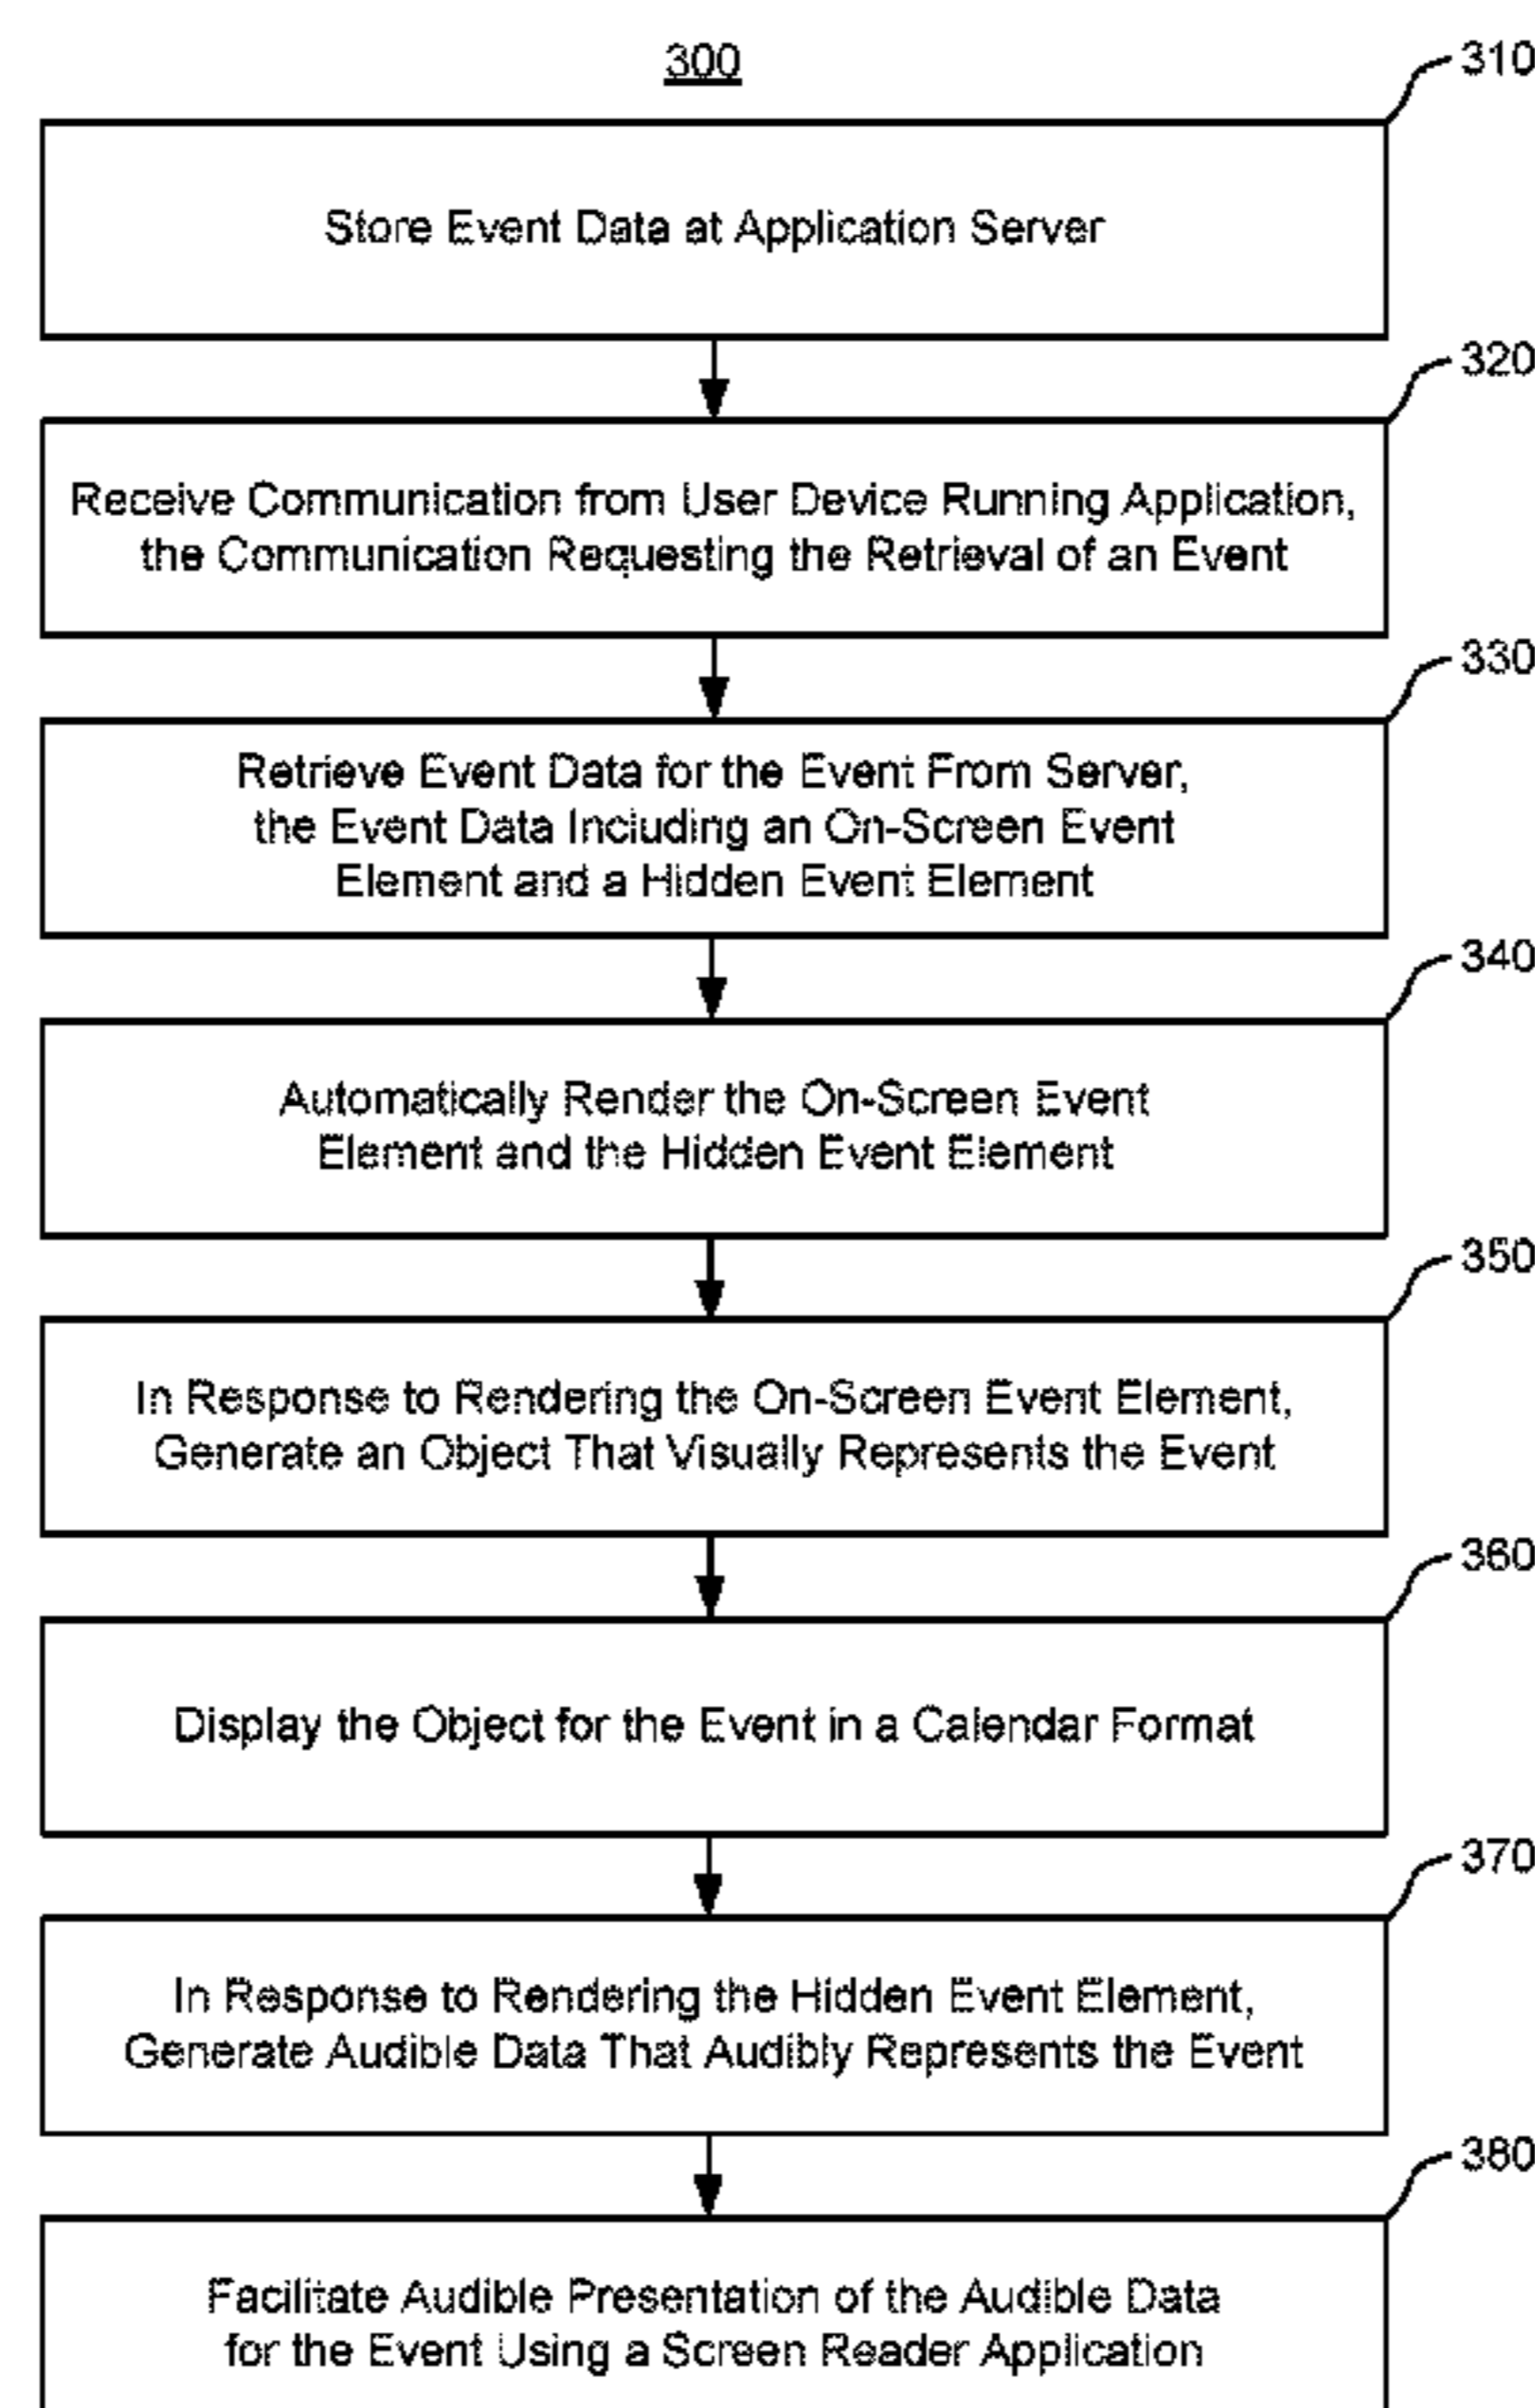 300
310
Store Event Data at Application Server
320
Receive Communication from User Device Running Application,
the Communication Requesting the Retrieval of an Event
330
Retrieve Event Data for the Event From Server,
the Event Data Including an On-Screen Event
Element and a Hidden Event Element
340
Automatically Render the On-Screen Event
Element and the Hidden Event Element
350
In Response to Rendering the On-Screen Event Element,
Generate an Object That Visually Represents the Event
360
Display the Object for the Event in a Calendar Format
370
In Response to Rendering the Hidden Event Element,
Generate Audible Data That Audibly Represents the Event
380
Facilitate Audible Presentation of the Audible Data
for the Event Using a Screen Reader Application